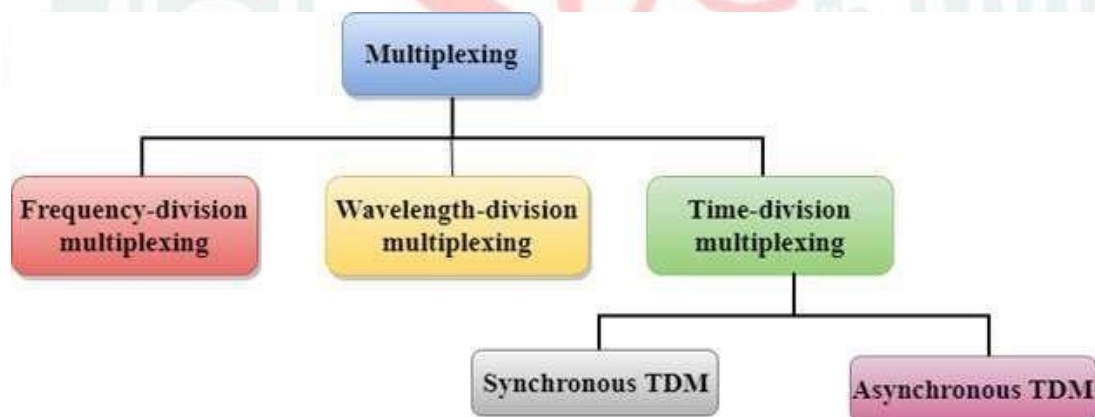 Multiplexing
Frequency-division
multiplexing
Wavelength-division
multiplexing
Time-division
multiplexing
Synchronous TDM
Asynchronous TDM